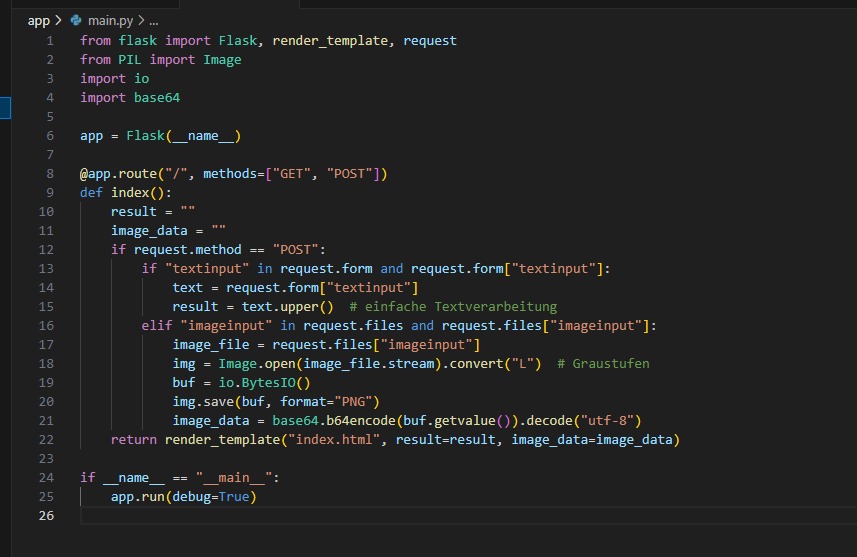 app > main.py > ...
1 from flask import Flask, render_template, request
2 from PIL import Image
3 import io
4 import base64
5
6 app = Flask(__name__)
7
8 @app.route("/", methods=["GET", "POST"])
9 def index():
10     result = ""
11     image_data = ""
12     if request.method == "POST":
13         if "textinput" in request.form and request.form["textinput"]:
14             text = request.form["textinput"]
15             result = text.upper()  # einfache Textverarbeitung
16         elif "imageinput" in request.files and request.files["imageinput"]:
17             image_file = request.files["imageinput"]
18             img = Image.open(image_file.stream).convert("L")  # Graustufen
19             buf = io.BytesIO()
20             img.save(buf, format="PNG")
21             image_data = base64.b64encode(buf.getvalue()).decode("utf-8")
22     return render_template("index.html", result=result, image_data=image_data)
23
24 if __name__ == "__main__":
25     app.run(debug=True)
26